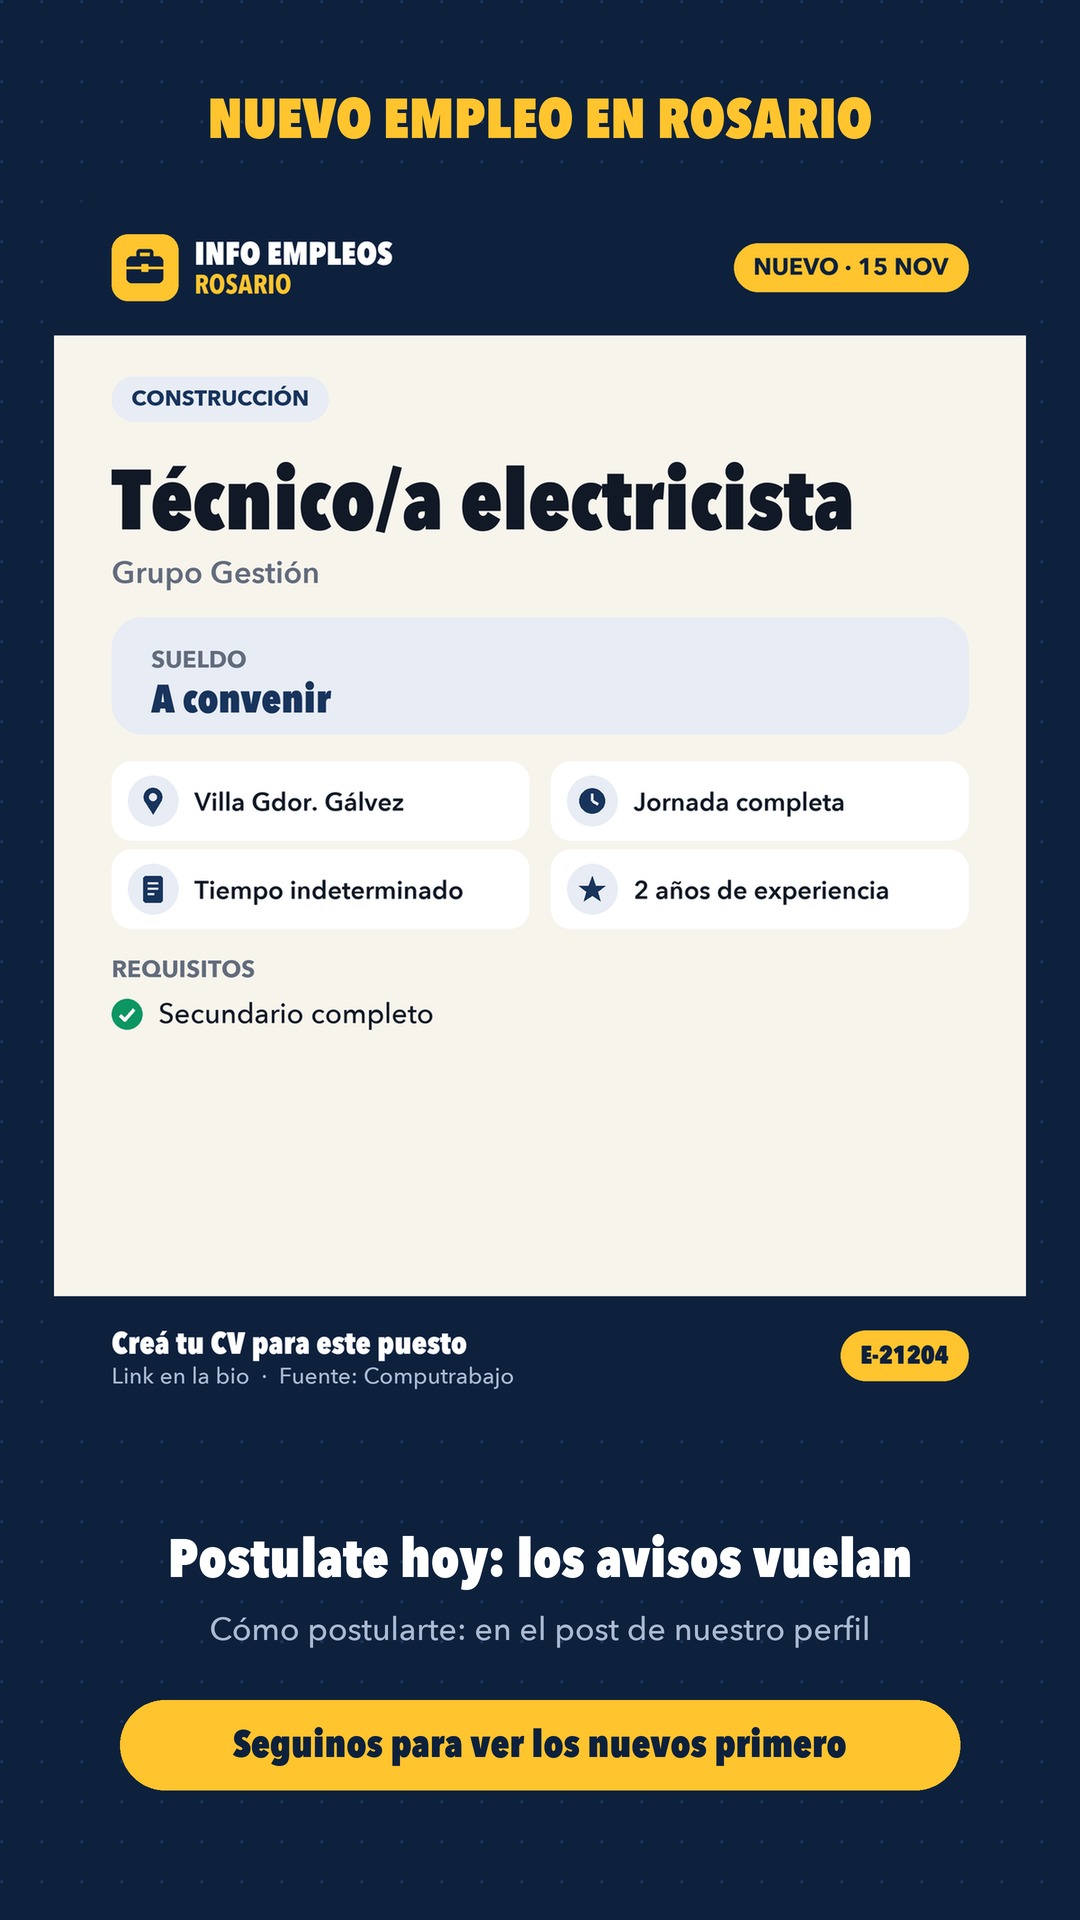 NUEVO EMPLEO EN ROSARIO
INFO EMPLEOS
ROSARIO
NUEVO · 15 NOV
CONSTRUCCIÓN
Técnico/a electricista
Grupo Gestión
SUELDO
A convenir
Villa Gdor. Gálvez
Jornada completa
Tiempo indeterminado
2 años de experiencia
REQUISITOS
Secundario completo
Creá tu CV para este puesto
Link en la bio · Fuente: Computrabajo
E-21204
Postulate hoy: los avisos vuelan
Cómo postularte: en el post de nuestro perfil
Seguinos para ver los nuevos primero